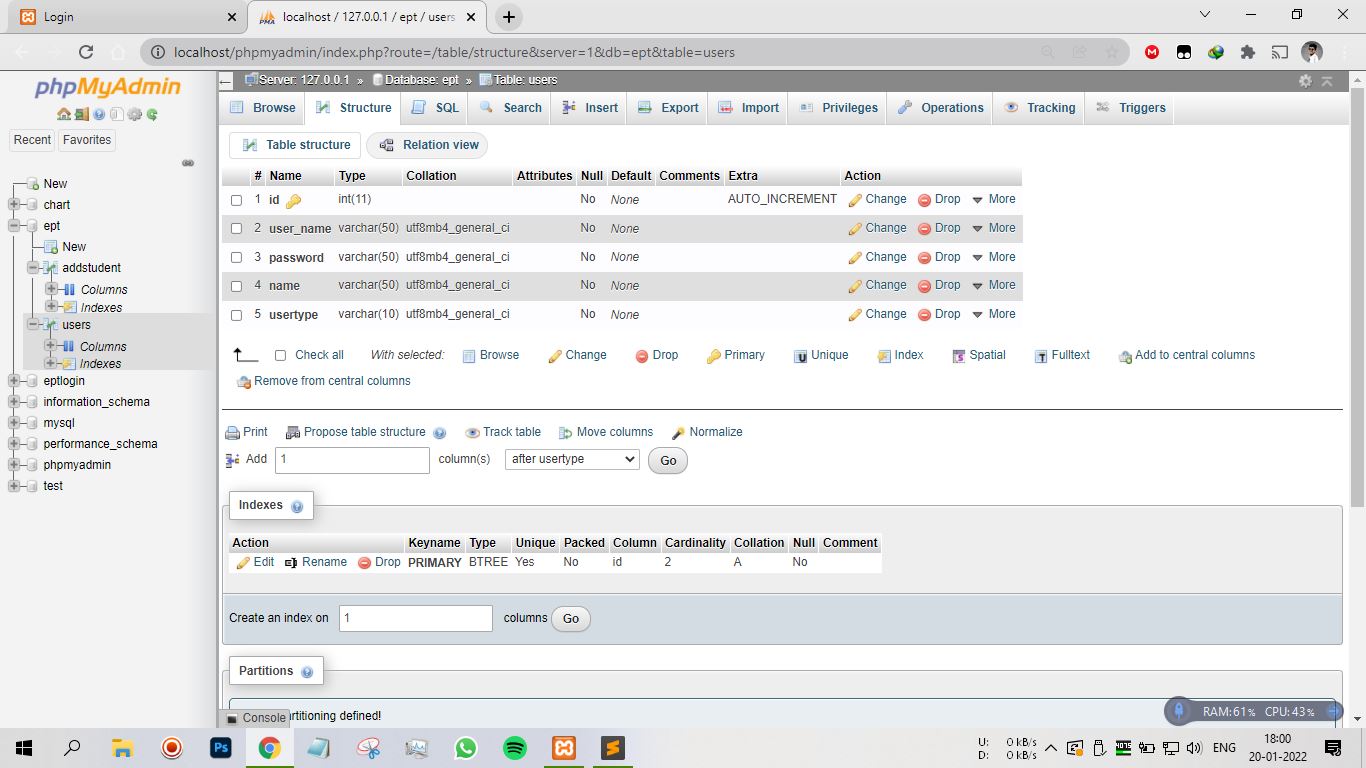 Login
localhost / 127.0.0.1 / ept / users
localhost/phpmyadmin/index.php?route=/table/structure&server=1&db=ept&table=users
phpMyAdmin
Recent Favorites
New
chart
ept
New
addstudent
Columns
Indexes
users
Columns
Indexes
eptlogin
information_schema
mysql
performance_schema
phpmyadmin
test
Server: 127.0.0.1 » Database: ept » Table: users
Browse Structure SQL Search Insert Export Import Privileges Operations Tracking Triggers
Table structure Relation view
# Name Type Collation Attributes Null Default Comments Extra Action
1 id int(11) No None AUTO_INCREMENT Change Drop More
2 user_name varchar(50) utf8mb4_general_ci No None Change Drop More
3 password varchar(50) utf8mb4_general_ci No None Change Drop More
4 name varchar(50) utf8mb4_general_ci No None Change Drop More
5 usertype varchar(10) utf8mb4_general_ci No None Change Drop More
Check all With selected: Browse Change Drop Primary Unique Index Spatial Fulltext Add to central columns
Remove from central columns
Print Propose table structure Track table Move columns Normalize
Add 1 column(s) after usertype Go
Indexes
Action Keyname Type Unique Packed Column Cardinality Collation Null Comment
Edit Rename Drop PRIMARY BTREE Yes No id 2 A No
Create an index on 1 columns Go
Partitions
partitioning defined!
Console
RAM:61% CPU:43%
Ps
U: 0 kB/s
D: 0 kB/s
ENG
18:00
20-01-2022